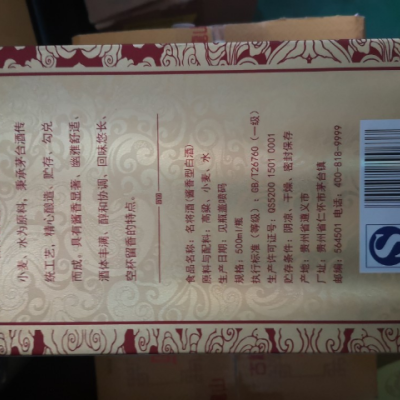 小麦、水为原料，秉承茅台酒传
统工艺，精心酿造、贮存、勾兑
而成。具有酱香显著、幽雅舒适、
酒体丰满、醇和协调、回味悠长、
空杯留香的特点。
食品名称：名将酒(酱香型白酒)
原料与配料：高粱、小麦、水
生产日期：见瓶盖喷码
规格：500ml/瓶
执行标准（等级）：GB/T26760（一级）
生产许可证号：QS5200 1501 0001
贮存条件：阴凉、干燥、密封保存
产地：贵州省遵义市
厂址：贵州省仁怀市茅台镇
邮编：564501 电话：400-818-9999